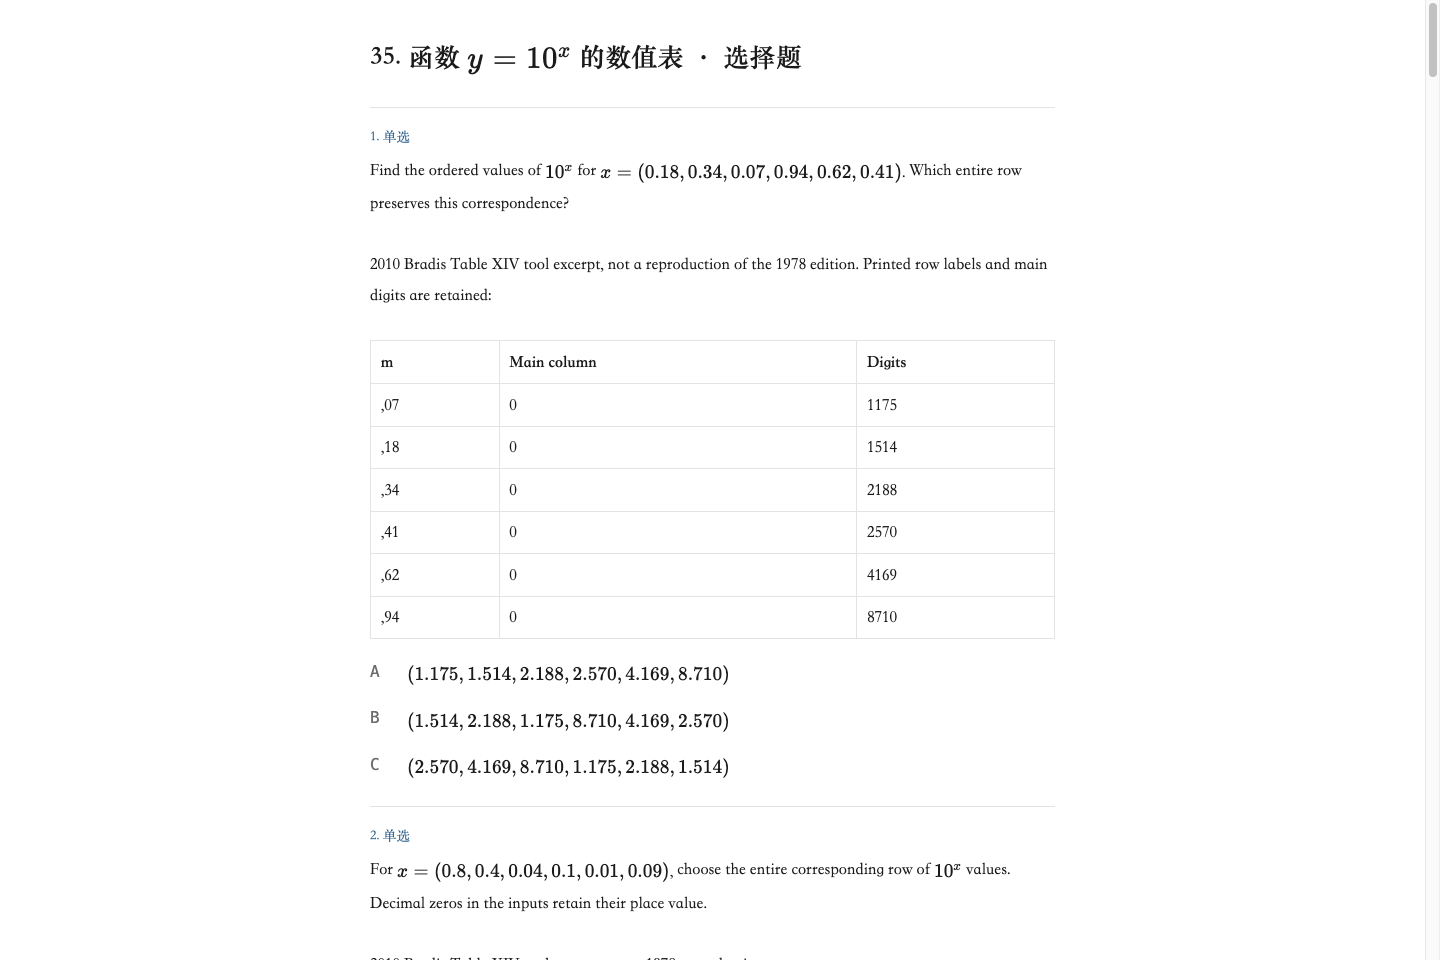 35. 函数 y = 10^x 的数值表 · 选择题
1. 单选
Find the ordered values of 10^x for x = (0.18, 0.34, 0.07, 0.94, 0.62, 0.41). Which entire row
preserves this correspondence?
2010 Bradis Table XIV tool excerpt, not a reproduction of the 1978 edition. Printed row labels and main
digits are retained:
m Main column Digits
,07 0 1175
,18 0 1514
,34 0 2188
,41 0 2570
,62 0 4169
,94 0 8710
A (1.175, 1.514, 2.188, 2.570, 4.169, 8.710)
B (1.514, 2.188, 1.175, 8.710, 4.169, 2.570)
C (2.570, 4.169, 8.710, 1.175, 2.188, 1.514)
2. 单选
For x = (0.8, 0.4, 0.04, 0.1, 0.01, 0.09), choose the entire corresponding row of 10^x values.
Decimal zeros in the inputs retain their place value.